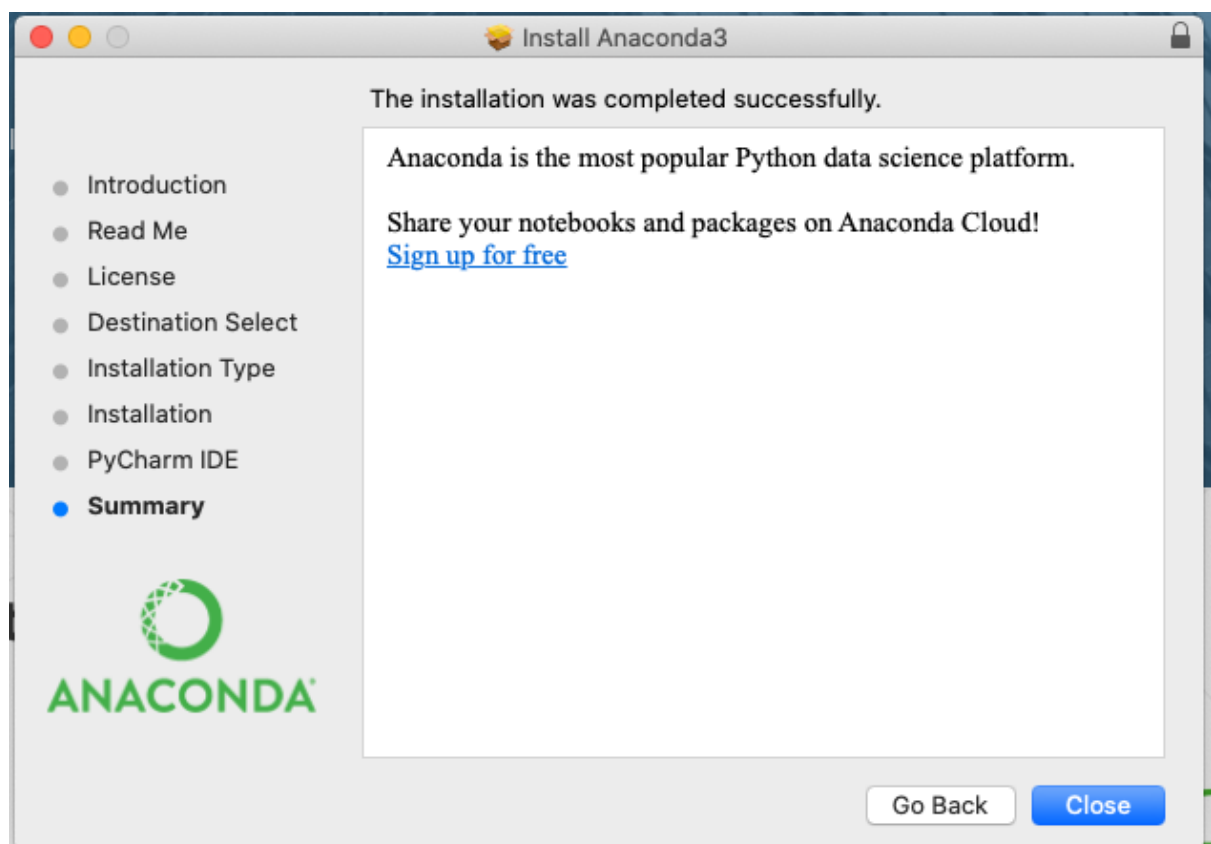 Install Anaconda3
The installation was completed successfully.
Introduction
Read Me
License
Destination Select
Installation Type
Installation
PyCharm IDE
Summary
ANACONDA
Anaconda is the most popular Python data science platform.
Share your notebooks and packages on Anaconda Cloud!
Sign up for free
Go Back
Close